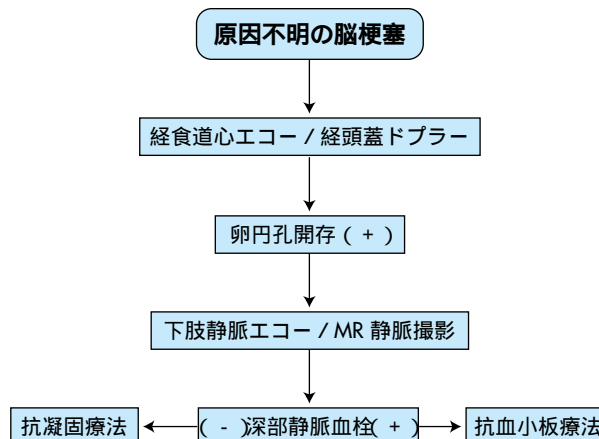 原因不明の脳梗塞
経食道心エコー / 経頭蓋ドプラー
卵円孔開存 ( + )
下肢静脈エコー / MR 静脈撮影
抗凝固療法
( - ) 深部静脈血栓 ( + )
抗血小板療法